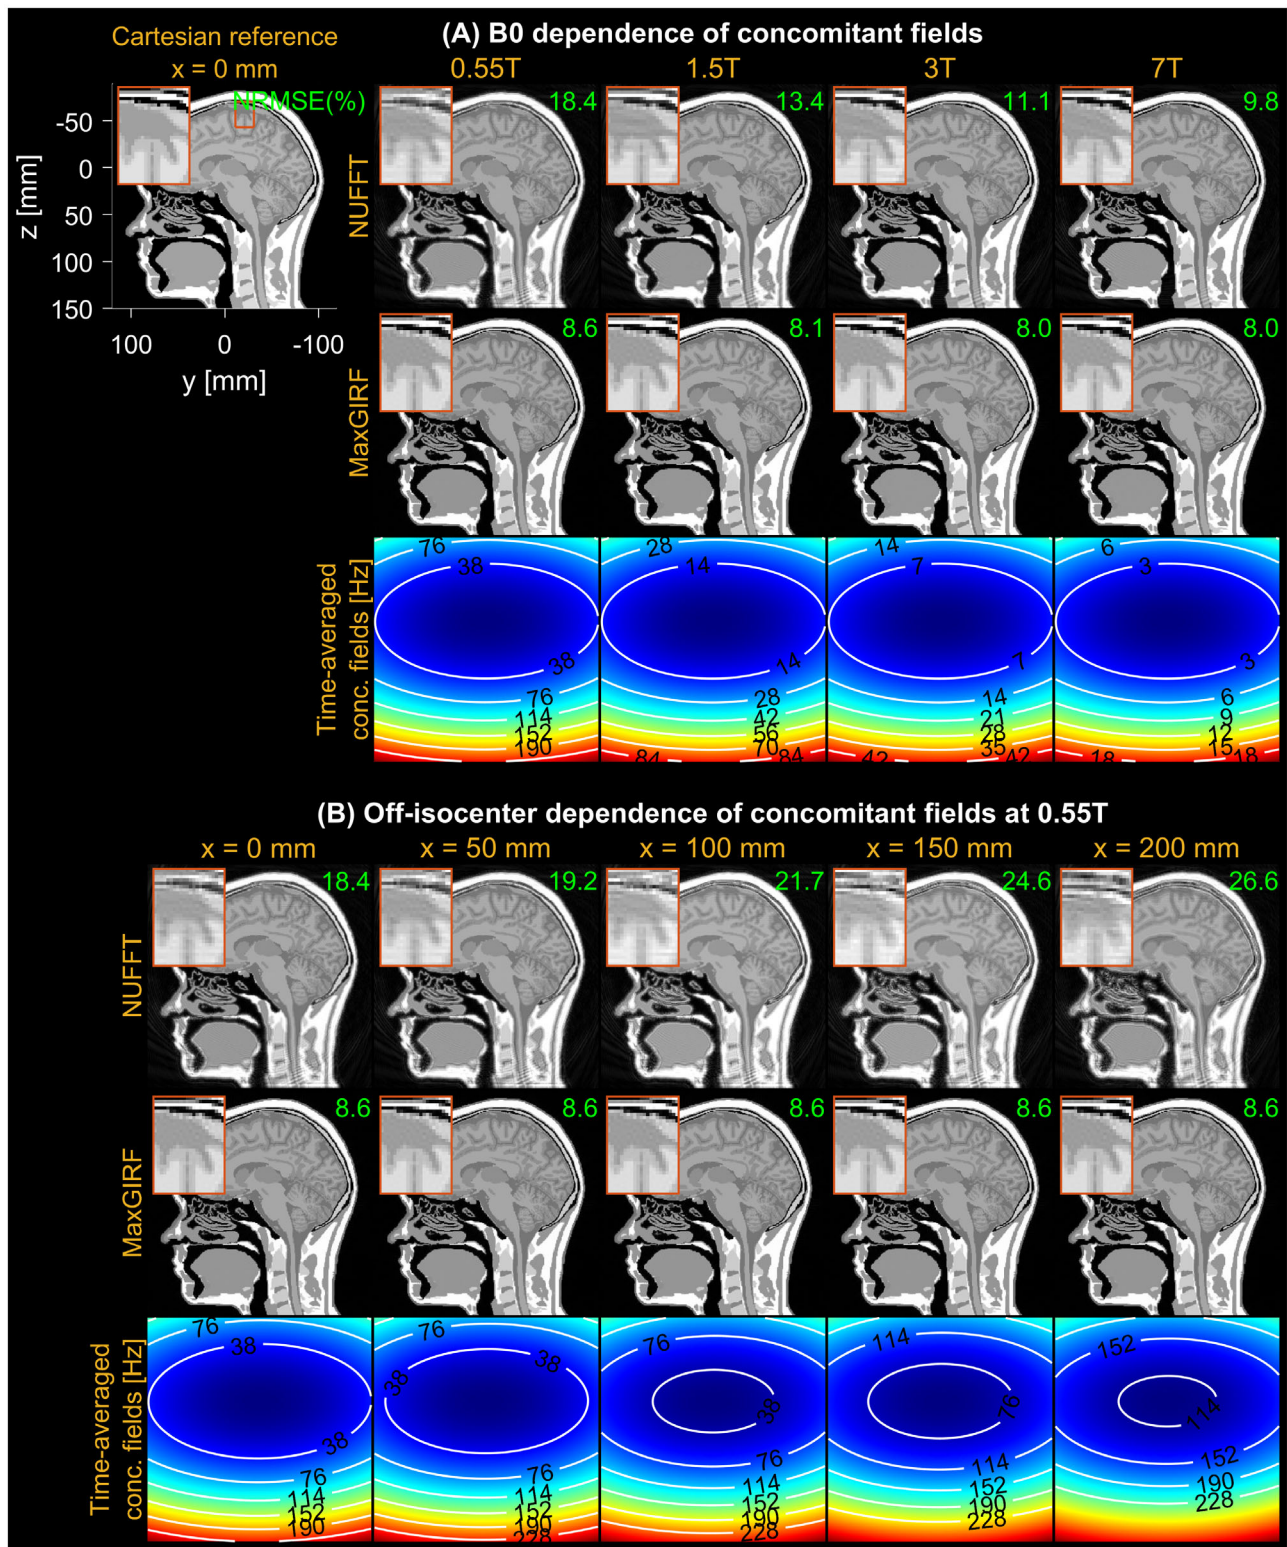 Cartesian reference
x = 0 mm
(A) B0 dependence of concomitant fields
0.55T 1.5T 3T 7T
NRMSE(%)
-50
0
50
100
150
z [mm]
100 0 -100
y [mm]
NUFFT
18.4 13.4 11.1 9.8
MaxGIRF
8.6 8.1 8.0 8.0
Time-averaged
conc. fields [Hz]
76 28 14 6
38 14 7 3
38 14 7 3
76 28 14 6
114 42 21 9
152 56 28 12
190 70 35 15
84 84 42 42 18 18
(B) Off-isocenter dependence of concomitant fields at 0.55T
x = 0 mm x = 50 mm x = 100 mm x = 150 mm x = 200 mm
NUFFT
18.4 19.2 21.7 24.6 26.6
MaxGIRF
8.6 8.6 8.6 8.6 8.6
Time-averaged
conc. fields [Hz]
76 76 76 114 152
38 38 38 38 76 114
38 76 114 152
76 76 114 152 190
114 114 152 190 228
152 152 190 228
190 190 228
228